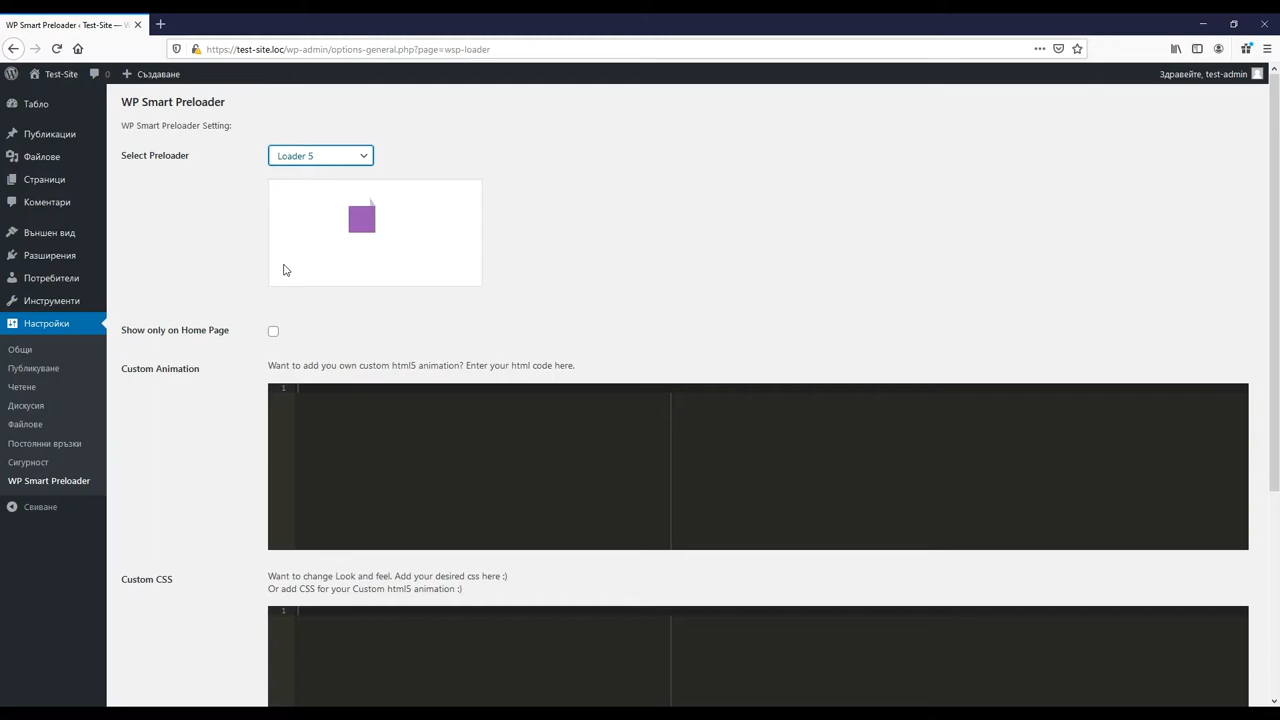 WP Smart Preloader ‹ Test-Site — W
https://test-site.loc/wp-admin/options-general.php?page=wsp-loader
Test-Site
0
Създаване
Здравейте, test-admin
Табло
Публикации
Файлове
Страници
Коментари
Външен вид
Разширения
Потребители
Инструменти
Настройки
Общи
Публикуване
Четене
Дискусия
Файлове
Постоянни връзки
Сигурност
WP Smart Preloader
Свиване
WP Smart Preloader
WP Smart Preloader Setting:
Select Preloader
Loader 5
Show only on Home Page
Custom Animation
Want to add you own custom html5 animation? Enter your html code here.
1
Custom CSS
Want to change Look and feel. Add your desired css here :)
Or add CSS for your Custom html5 animation :)
1